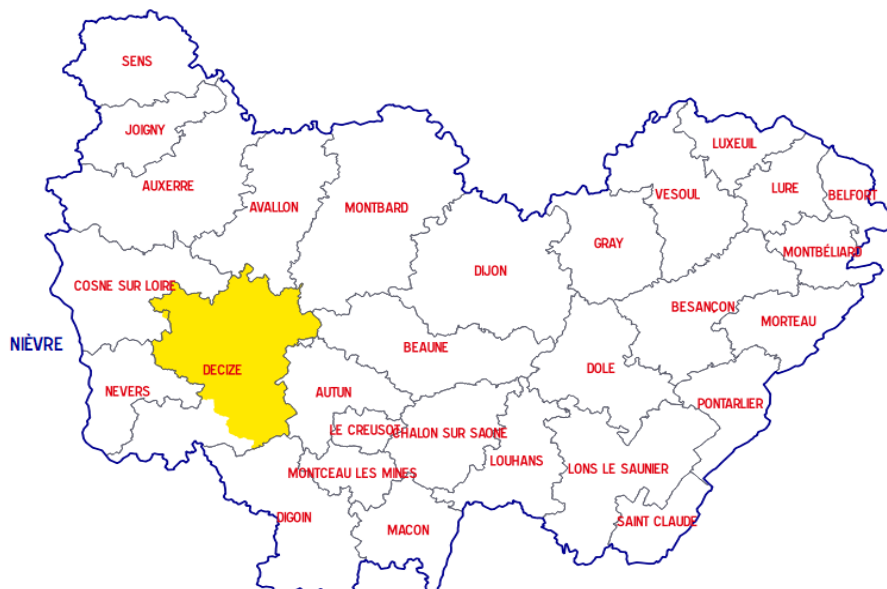 SENS
JOIGNY
LUXEUIL
AUXERRE
LURE
BELFORT
VESOUL
AVALLON
MONTBARD
GRAY
MONTBÉLIARD
DIJON
COSNE SUR LOIRE
BESANÇON
MORTEAU
NIÈVRE
BEAUNE
DECIZE
DOLE
NEVERS
AUTUN
PONTARLIER
LE CREUSOT
CHALON SUR SAONE
LOUHANS
LONS LE SAUNIER
MONTCEAU LES MINES
DIGOIN
SAINT CLAUDE
MACON